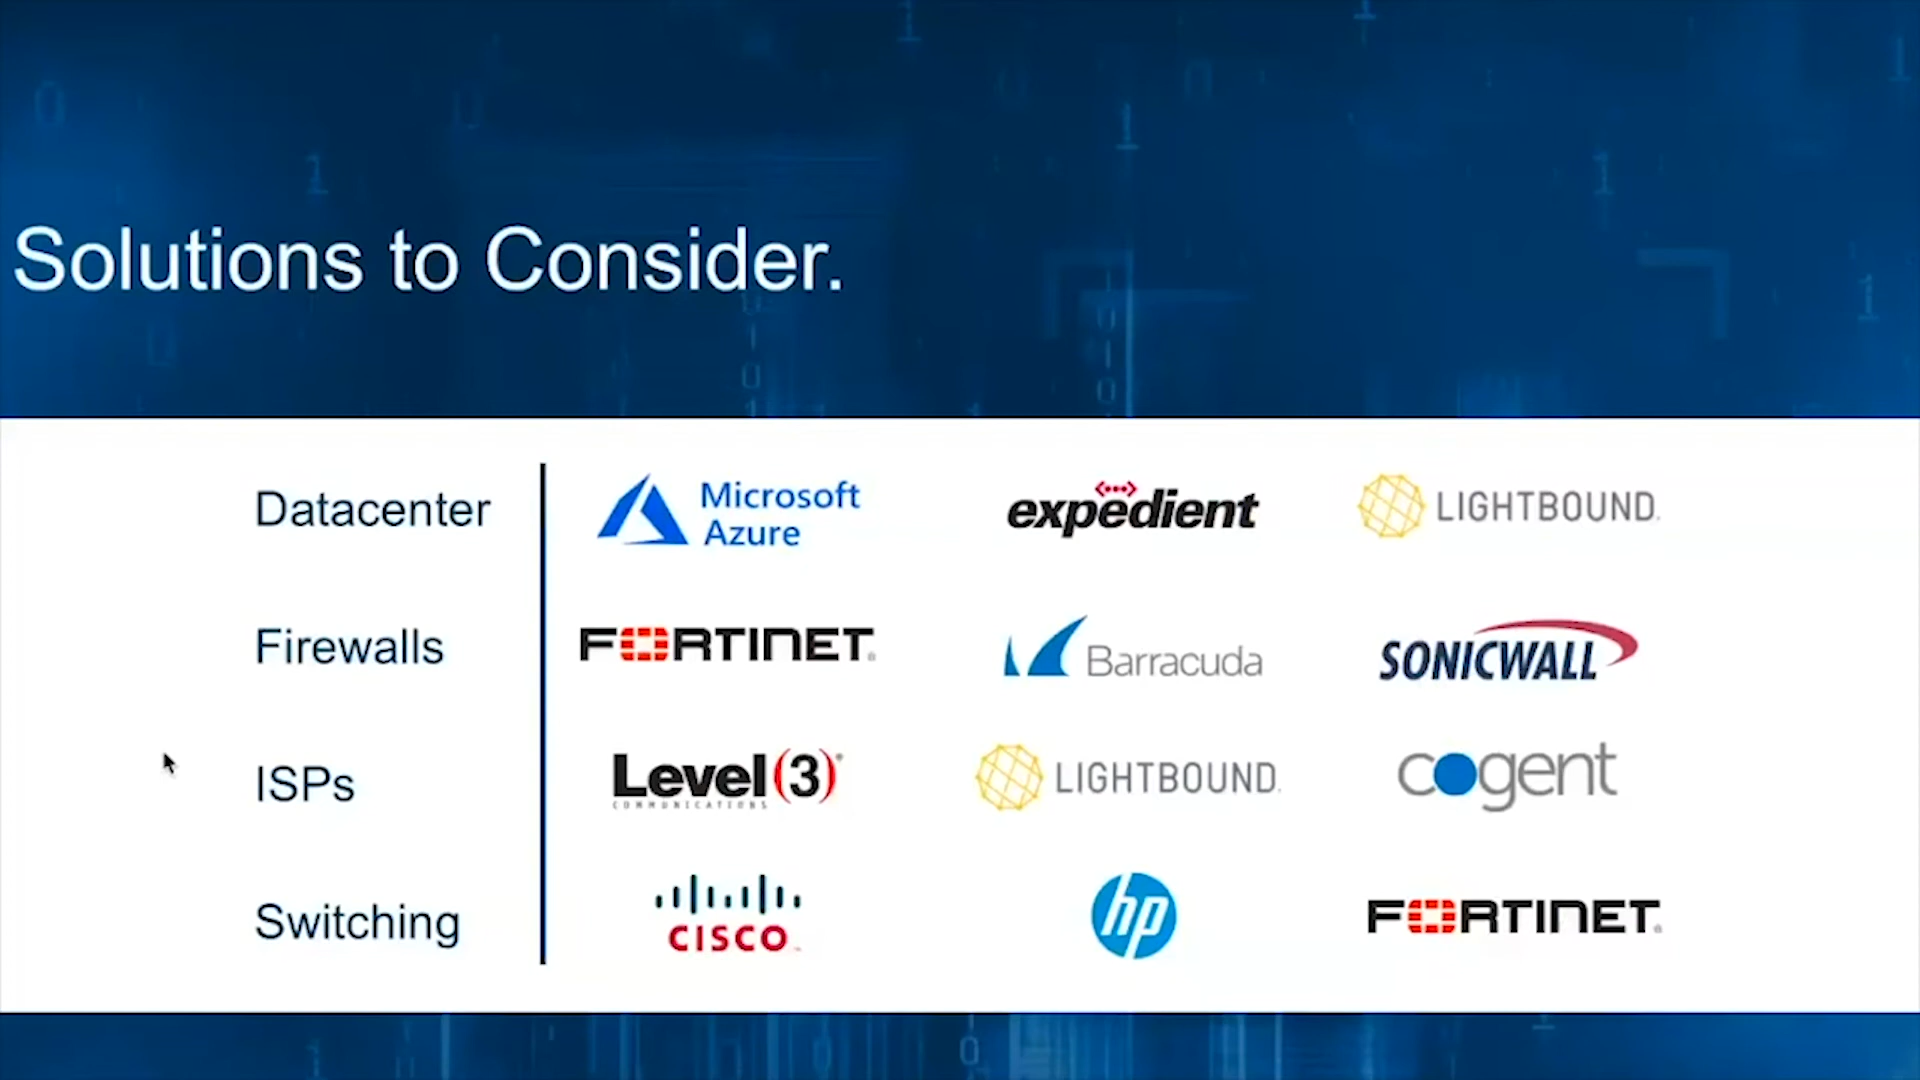 Solutions to Consider.
Datacenter
Microsoft
Azure
expedient
LIGHTBOUND.
Firewalls
FORTINET
Barracuda
SONICWALL
ISPs
Level(3)
COMMUNICATIONS
LIGHTBOUND.
cogent
Switching
CISCO
hp
FORTINET